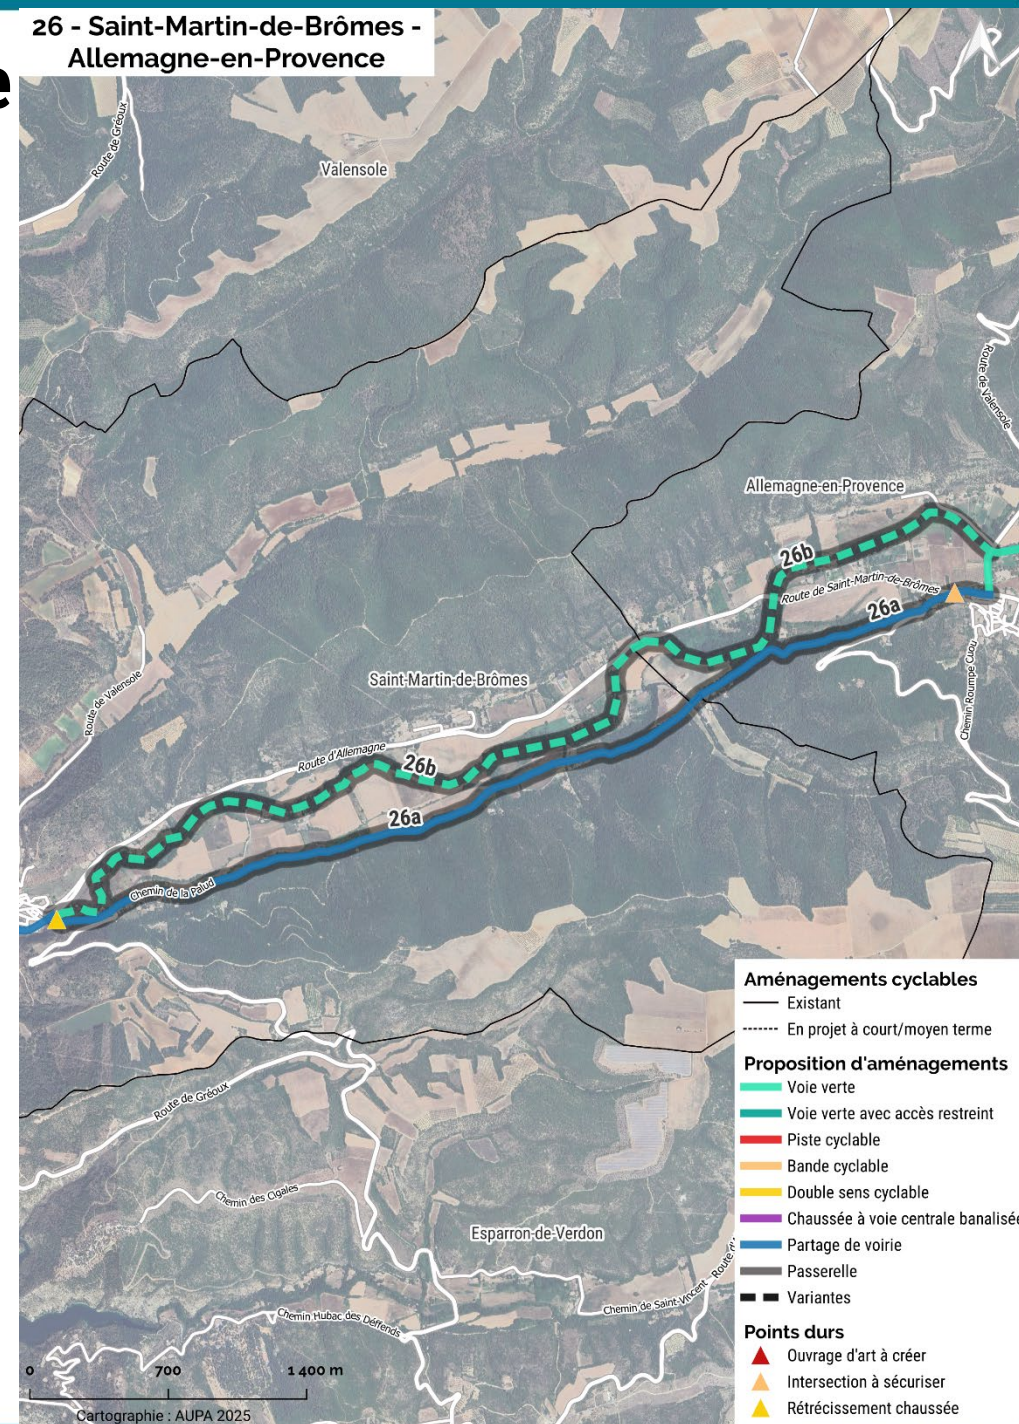 26 - Saint-Martin-de-Brômes -
Allemagne-en-Provence
e
Route de Gréoux
Valensole
Route de Valensole
Allemagne-en-Provence
26b
Route de Saint-Martin-de-Brômes
26a
Chemin Roumpe Cuou
Saint-Martin-de-Brômes
Route de Valensole
Route d'Allemagne
26b
26a
Chemin de la Palud
Route de Gréoux
Chemin des Cigales
Esparron-de-Verdon
Chemin de Saint-Vincent
Route d'
Chemin Hubac des Déffends
0 700 1 400 m
Cartographie : AUPA 2025
Aménagements cyclables
Existant
En projet à court/moyen terme
Proposition d'aménagements
Voie verte
Voie verte avec accès restreint
Piste cyclable
Bande cyclable
Double sens cyclable
Chaussée à voie centrale banalisée
Partage de voirie
Passerelle
Variantes
Points durs
Ouvrage d'art à créer
Intersection à sécuriser
Rétrécissement chaussée